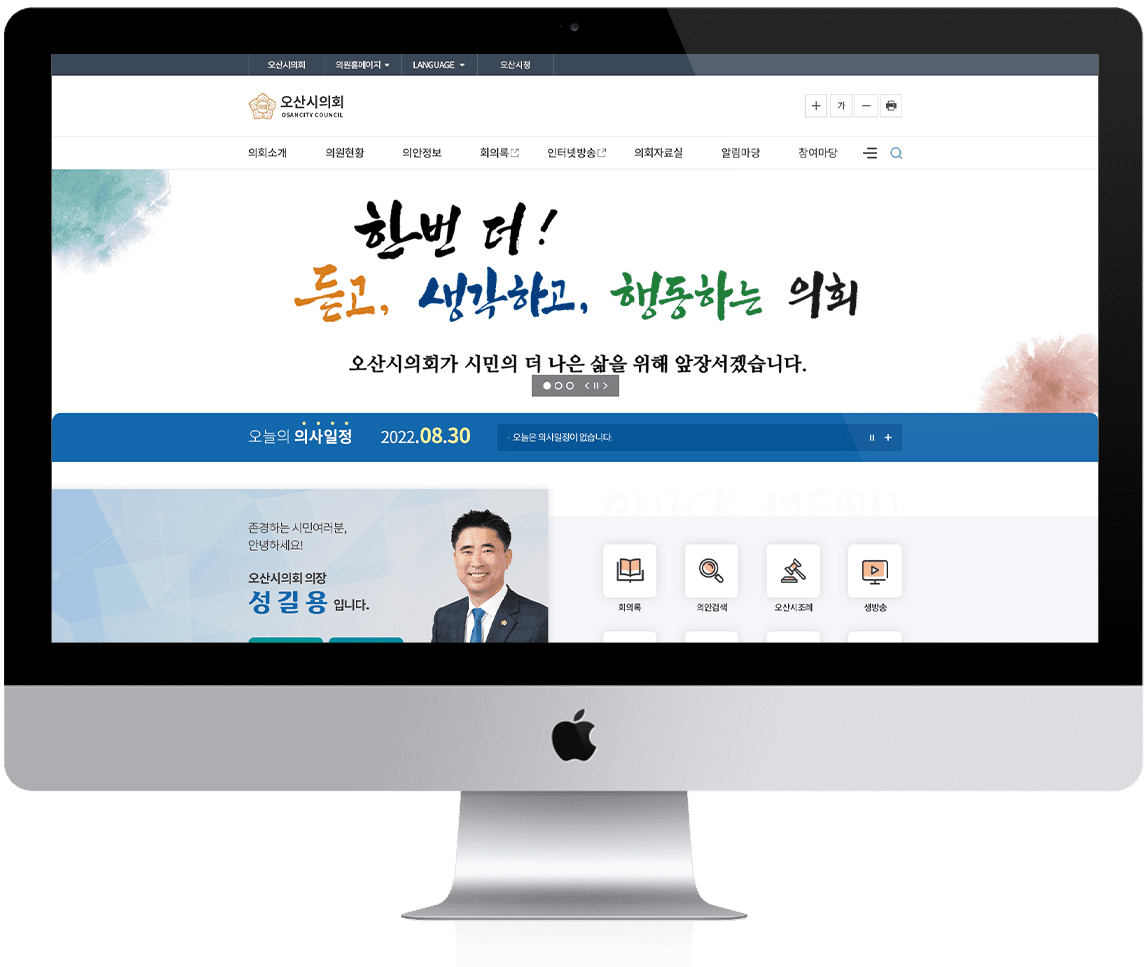 오산시의회 의원홈페이지 LANGUAGE 오산시청
오산시의회
OSANCITY COUNCIL
가
의회소개 의원현황 의안정보 회의록 인터넷방송 의회자료실 알림마당 참여마당
한번 더!
듣고, 생각하고, 행동하는 의회
오산시의회가 시민의 더 나은 삶을 위해 앞장서겠습니다.
오늘의 의사일정 2022.08.30 · 오늘은 의사일정이 없습니다.
QUICK MENU
존경하는 시민여러분,
안녕하세요!
오산시의회 의장
성길용 입니다.
회의록 의안검색 오산시조례 생방송